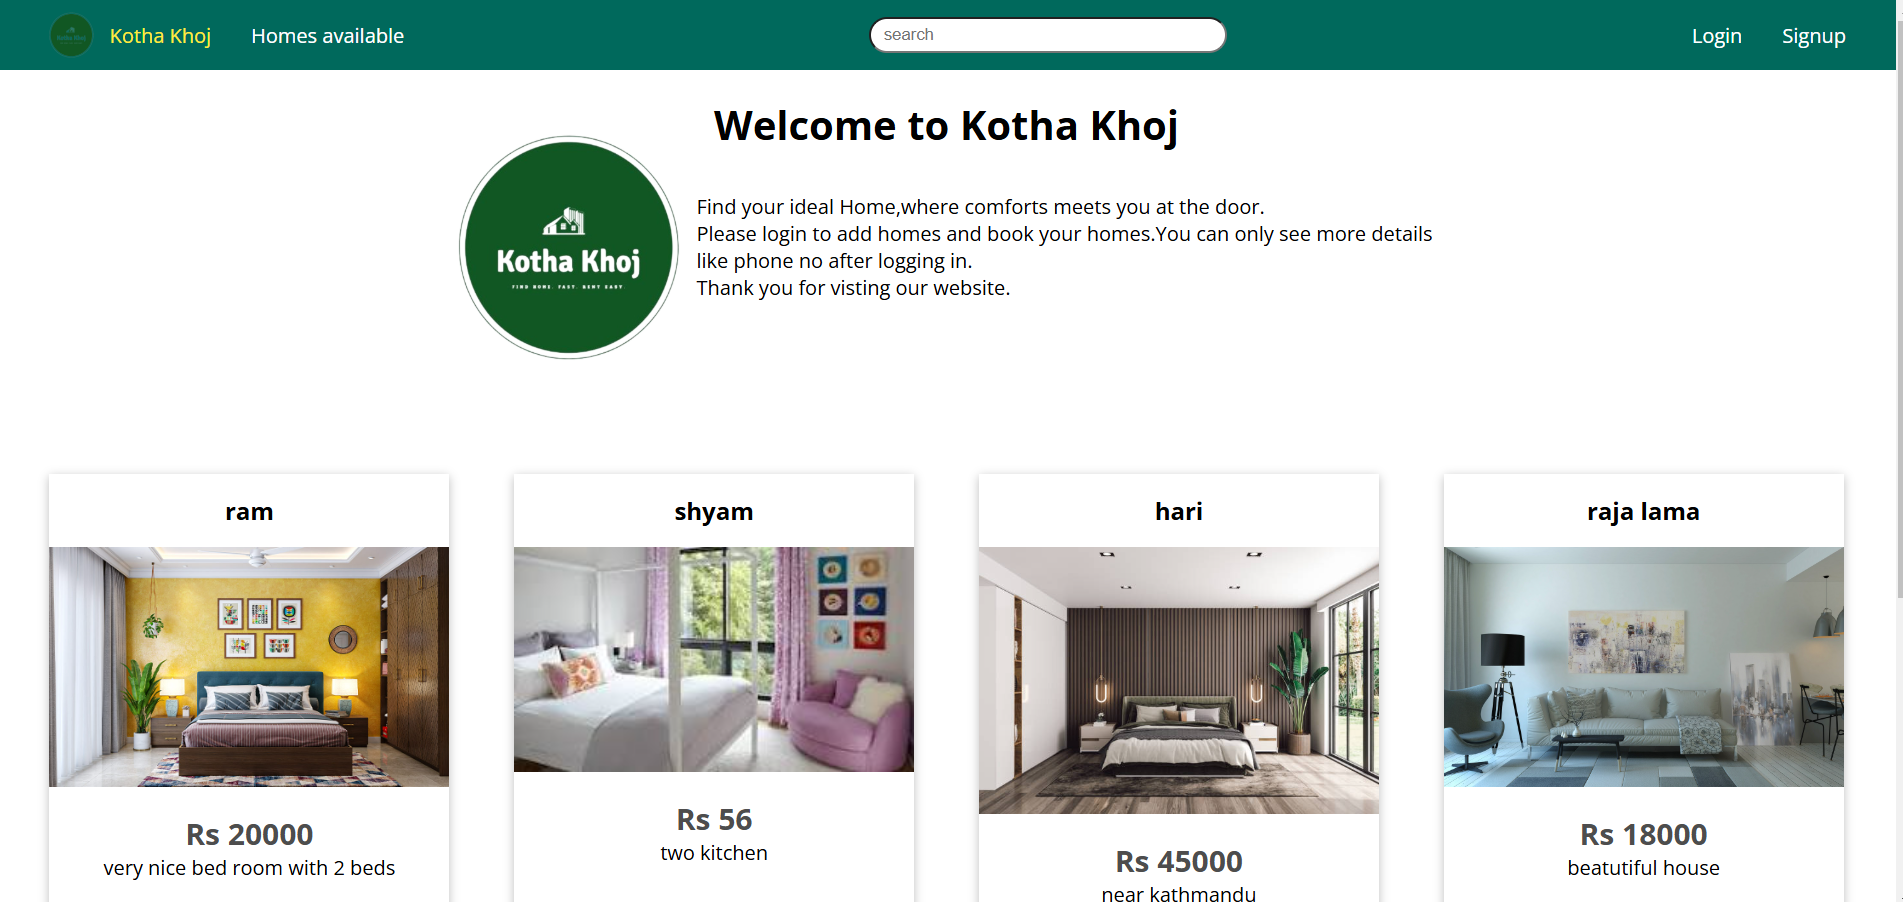 Kotha Khoj
Kotha Khoj
Homes available
search
Login
Signup
Welcome to Kotha Khoj
Kotha Khoj
FIND HOME. FAST. RENT EASY.
Find your ideal Home,where comforts meets you at the door.
Please login to add homes and book your homes.You can only see more details
like phone no after logging in.
Thank you for visting our website.
ram
Rs 20000
very nice bed room with 2 beds
shyam
Rs 56
two kitchen
hari
Rs 45000
near kathmandu
raja lama
Rs 18000
beatutiful house